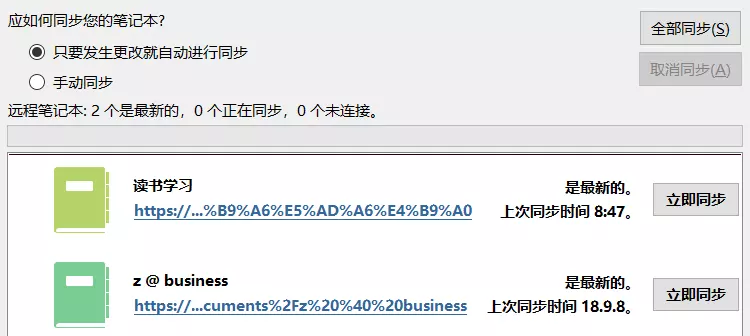 应如何同步您的笔记本?
全部同步(S)
只要发生更改就自动进行同步
手动同步
取消同步(A)
远程笔记本: 2 个是最新的，0 个正在同步，0 个未连接。
读书学习
是最新的。
https://...%B9%A6%E5%AD%A6%E4%B9%A0
上次同步时间 8:47。
立即同步
z @ business
是最新的。
https://...cuments%2Fz%20%40%20business
上次同步时间 18.9.8。
立即同步